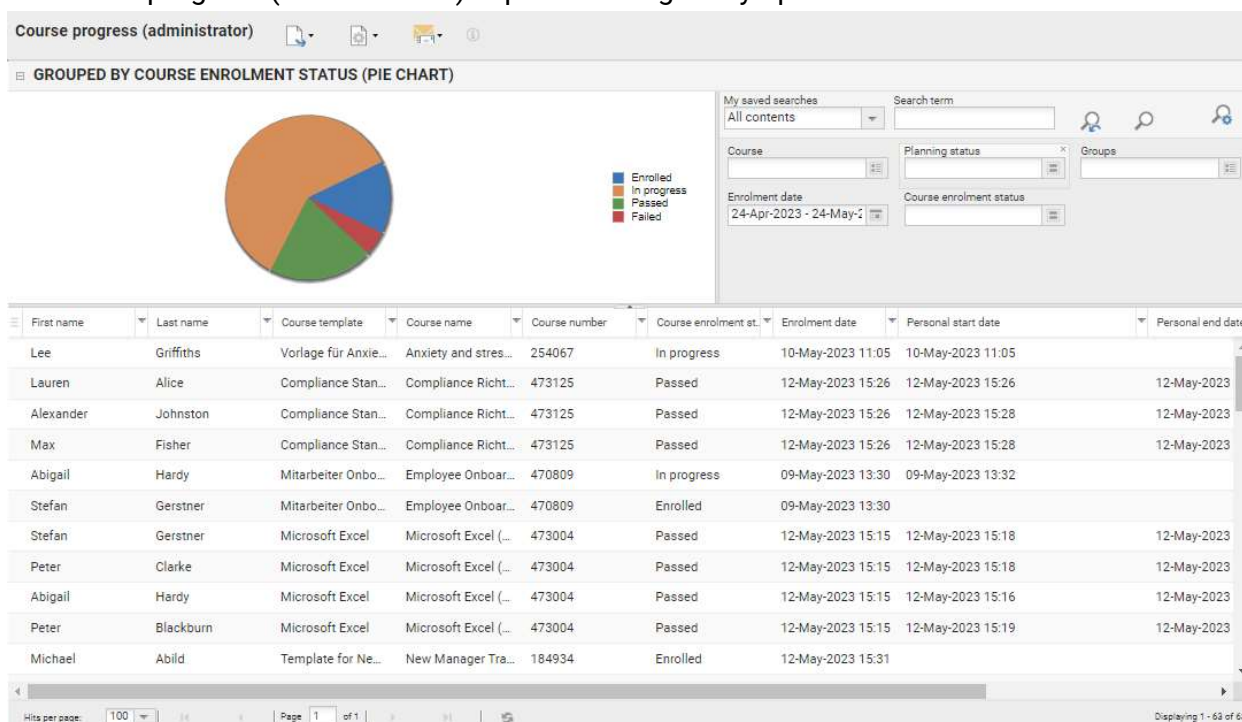 Course progress (administrator)
GROUPED BY COURSE ENROLMENT STATUS (PIE CHART)
My saved searches Search term
All contents
Course Planning status × Groups
Enrolled
In progress
Passed
Failed
Enrolment date Course enrolment status
24-Apr-2023 - 24-May-2
First name Last name Course template Course name Course number Course enrolment st.. Enrolment date Personal start date Personal end date
Lee Griffiths Vorlage für Anxie... Anxiety and stres... 254067 In progress 10-May-2023 11:05 10-May-2023 11:05
Lauren Alice Compliance Stan... Compliance Richt... 473125 Passed 12-May-2023 15:26 12-May-2023 15:26 12-May-2023
Alexander Johnston Compliance Stan... Compliance Richt... 473125 Passed 12-May-2023 15:26 12-May-2023 15:28 12-May-2023
Max Fisher Compliance Stan... Compliance Richt... 473125 Passed 12-May-2023 15:26 12-May-2023 15:28 12-May-2023
Abigail Hardy Mitarbeiter Onbo... Employee Onboar... 470809 In progress 09-May-2023 13:30 09-May-2023 13:32
Stefan Gerstner Mitarbeiter Onbo... Employee Onboar... 470809 Enrolled 09-May-2023 13:30
Stefan Gerstner Microsoft Excel Microsoft Excel (... 473004 Passed 12-May-2023 15:15 12-May-2023 15:18 12-May-2023
Peter Clarke Microsoft Excel Microsoft Excel (... 473004 Passed 12-May-2023 15:15 12-May-2023 15:18 12-May-2023
Abigail Hardy Microsoft Excel Microsoft Excel (... 473004 Passed 12-May-2023 15:15 12-May-2023 15:16 12-May-2023
Peter Blackburn Microsoft Excel Microsoft Excel (... 473004 Passed 12-May-2023 15:15 12-May-2023 15:19 12-May-2023
Michael Abild Template for Ne... New Manager Tra... 184934 Enrolled 12-May-2023 15:31
Hits per page: 100 Page 1 of 1 Displaying 1 - 63 of 6